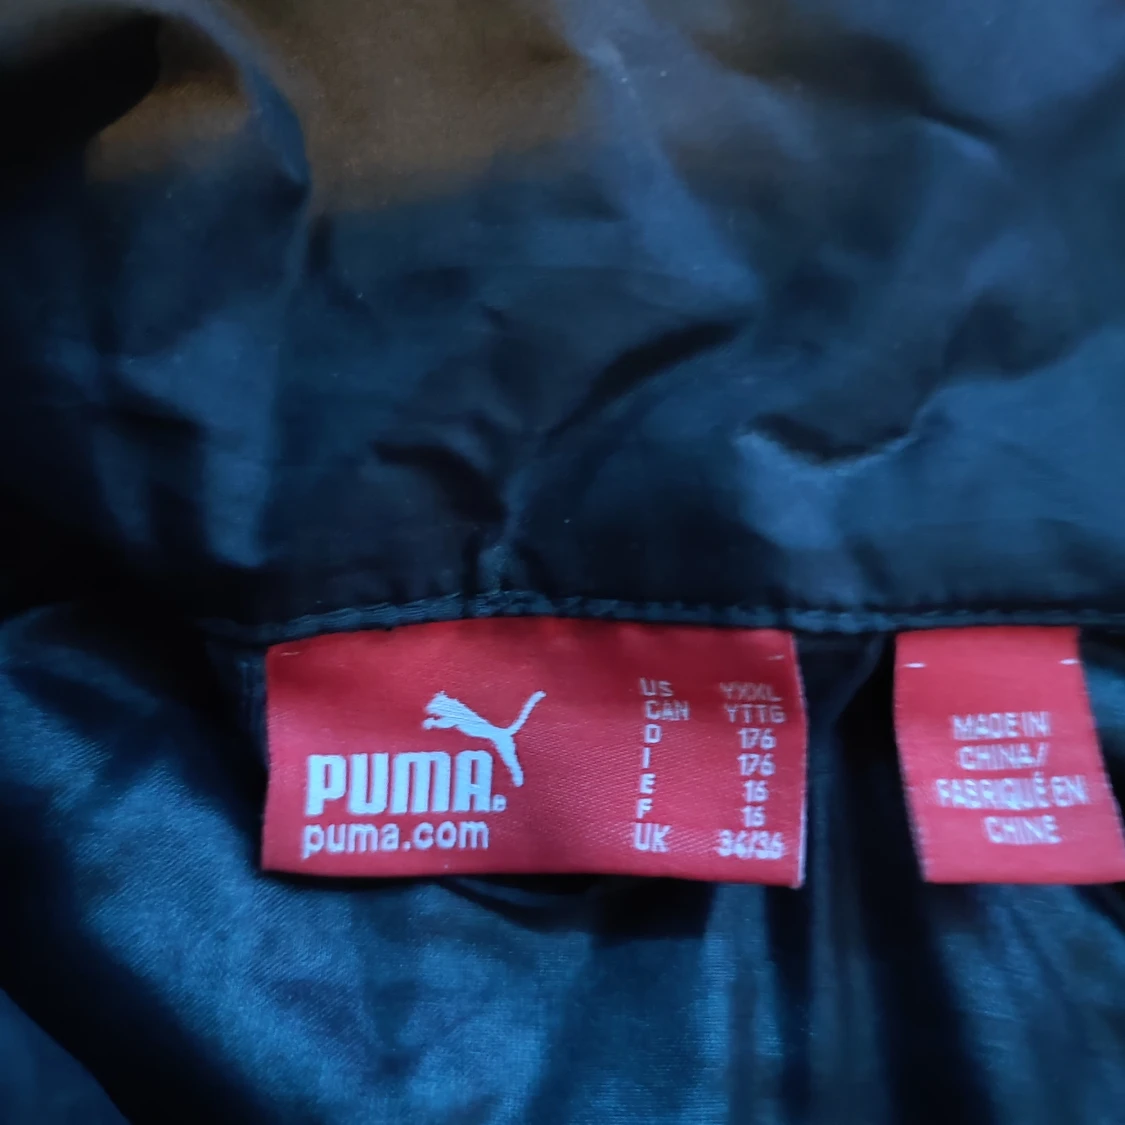 PUMA®
puma.com
US YXXL
CAN YTTG
D 176
I 176
E 16
F 16
UK 34/36
MADE IN
CHINA/
FABRIQUÉ EN
CHINE